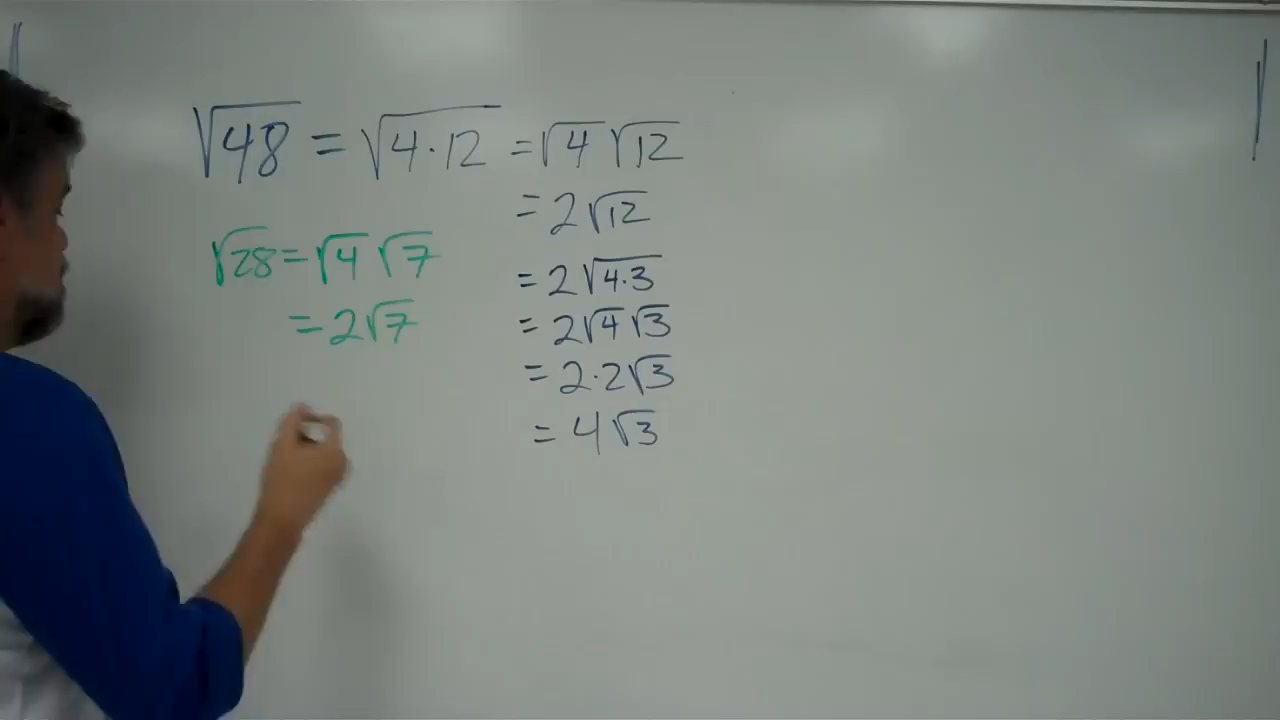 √48 = √4·12 = √4 √12
= 2√12
√28 = √4 √7
= 2√7
= 2√4·3
= 2√4 √3
= 2·2√3
= 4√3